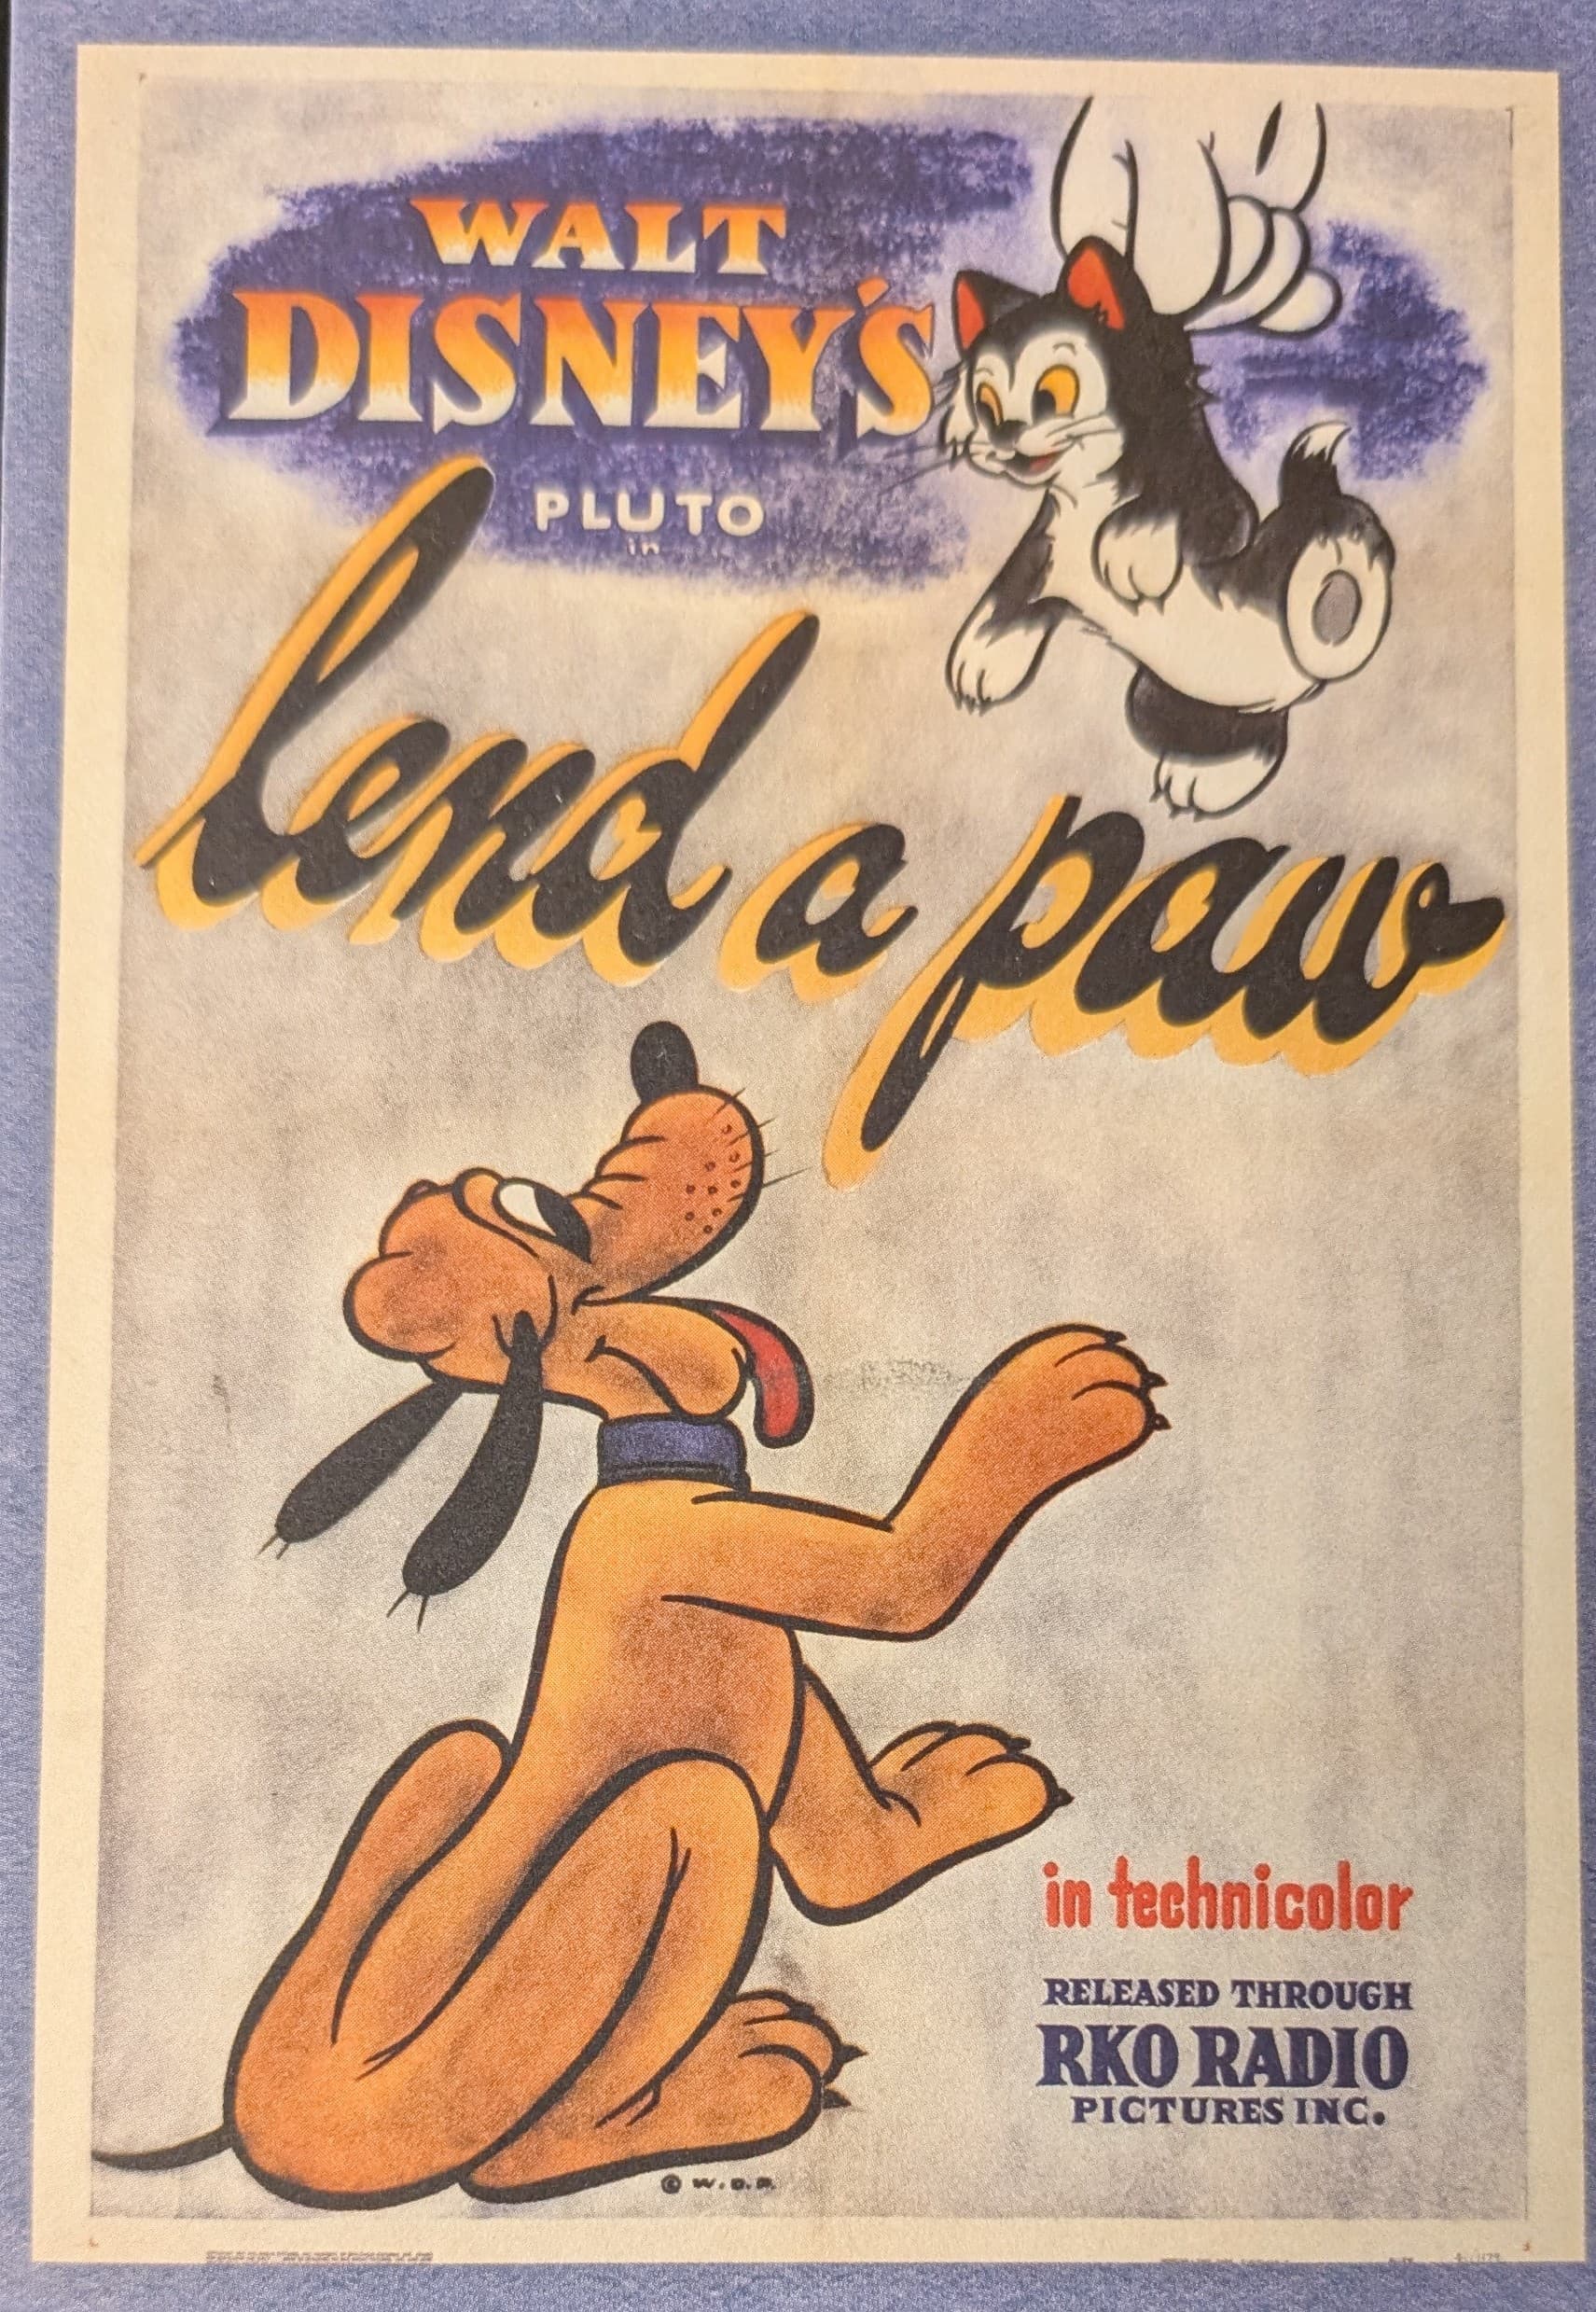 WALT
DISNEY'S
PLUTO
in
lend a paw
in technicolor
RELEASED THROUGH
RKO RADIO
PICTURES INC.
© W.D.P.